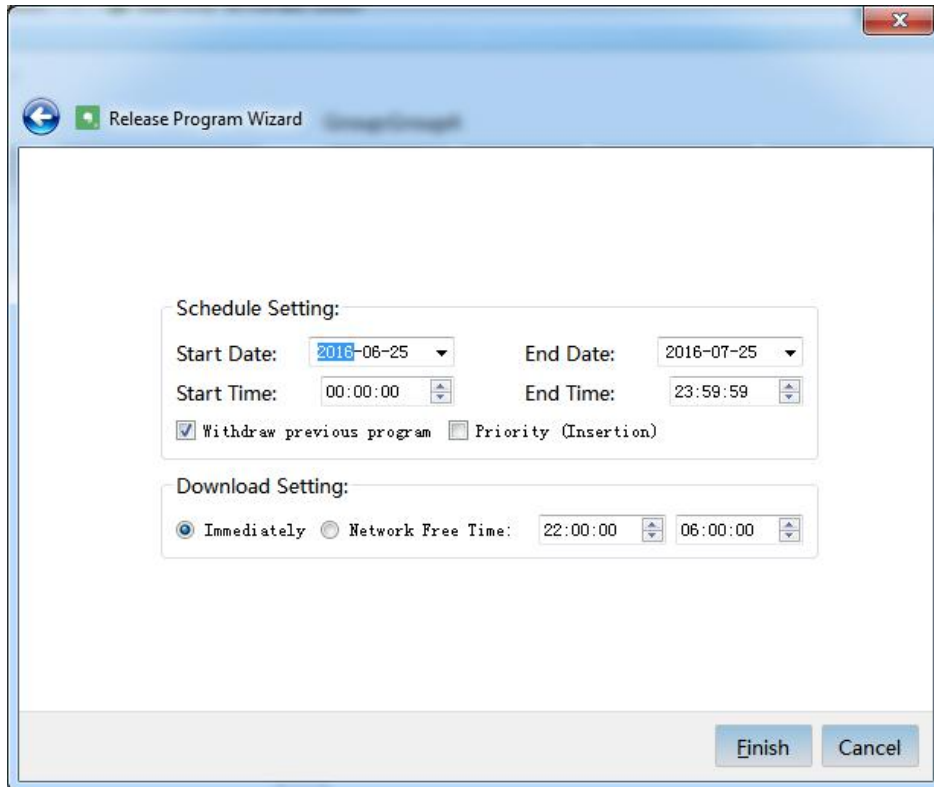 Release Program Wizard
Schedule Setting:
Start Date: 2016-06-25 End Date: 2016-07-25
Start Time: 00:00:00 End Time: 23:59:59
Withdraw previous program Priority (Insertion)
Download Setting:
Immediately Network Free Time: 22:00:00 06:00:00
Finish Cancel